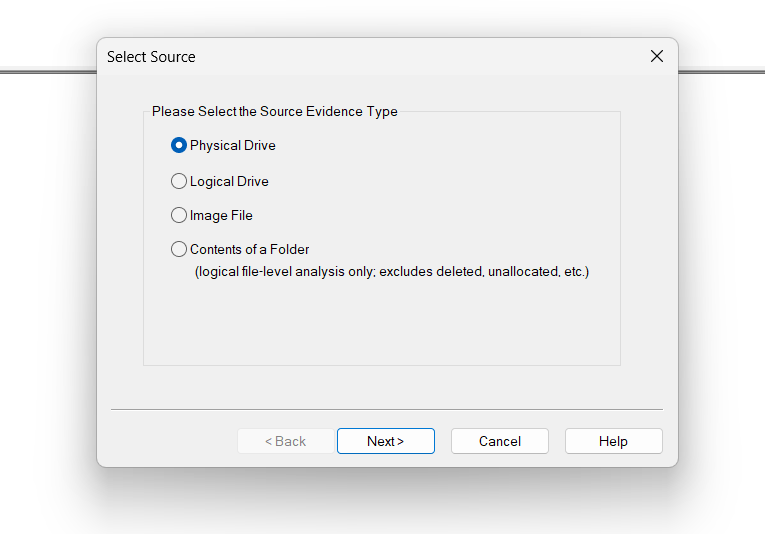 Select Source
Please Select the Source Evidence Type
Physical Drive
Logical Drive
Image File
Contents of a Folder
(logical file-level analysis only; excludes deleted, unallocated, etc.)
< Back
Next >
Cancel
Help